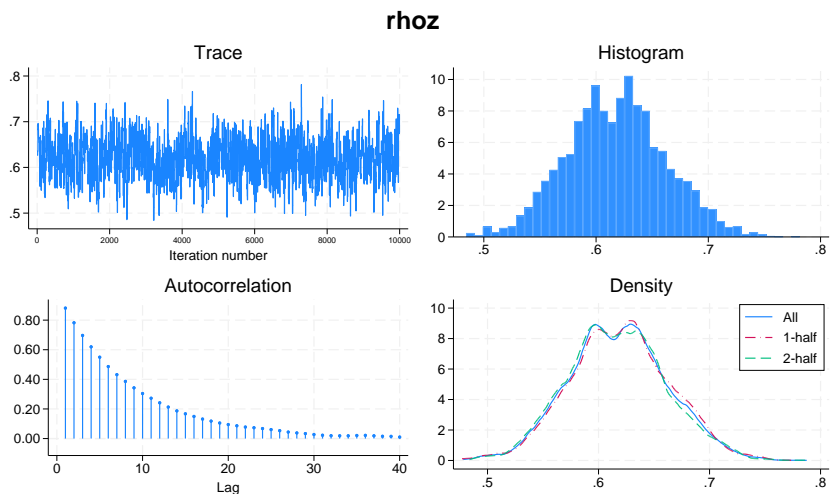 rhoz
Trace
.8
.7
.6
.5
0 2000 4000 6000 8000 10000
Iteration number
Histogram
10
8
6
4
2
0
.5 .6 .7 .8
Autocorrelation
0.80
0.60
0.40
0.20
0.00
0 10 20 30 40
Lag
Density
10
8
6
4
2
0
.5 .6 .7 .8
All
1-half
2-half